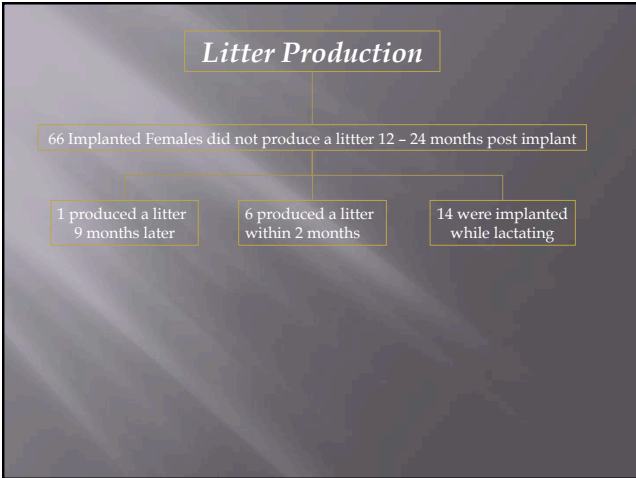 Litter Production
66 Implanted Females did not produce a littter 12 – 24 months post implant
1 produced a litter
9 months later
6 produced a litter
within 2 months
14 were implanted
while lactating